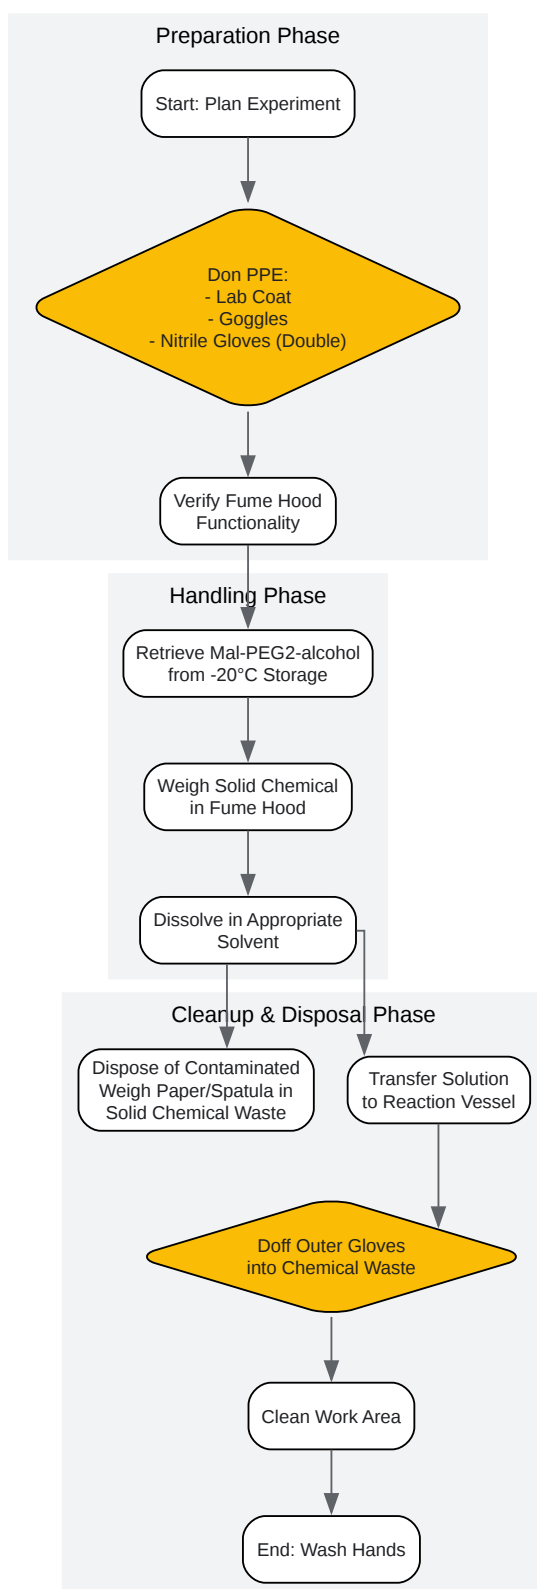 Preparation Phase
Start: Plan Experiment
Don PPE:
- Lab Coat
- Goggles
- Nitrile Gloves (Double)
Verify Fume Hood
Functionality
Handling Phase
Retrieve Mal-PEG2-alcohol
from -20°C Storage
Weigh Solid Chemical
in Fume Hood
Dissolve in Appropriate
Solvent
Cleanup & Disposal Phase
Dispose of Contaminated
Weigh Paper/Spatula in
Solid Chemical Waste
Transfer Solution
to Reaction Vessel
Doff Outer Gloves
into Chemical Waste
Clean Work Area
End: Wash Hands